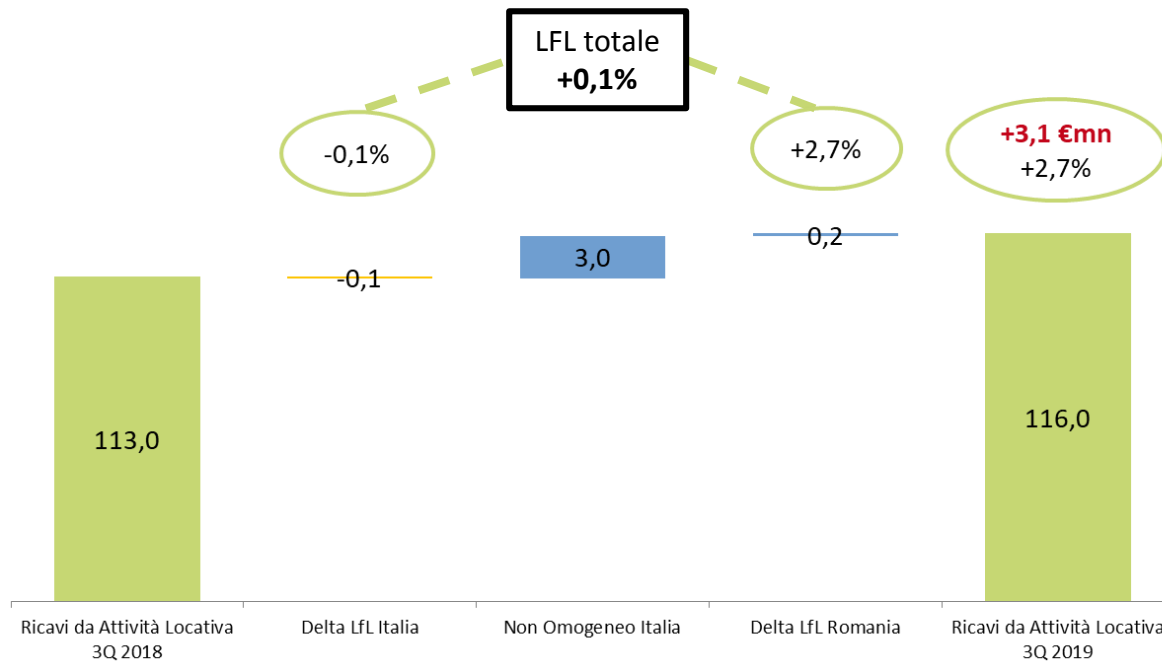 LFL totale
+0,1%
-0,1%
+2,7%
+3,1 €mn
+2,7%
113,0
-0,1
3,0
0,2
116,0
Ricavi da Attività Locativa
3Q 2018
Delta LfL Italia
Non Omogeneo Italia
Delta LfL Romania
Ricavi da Attività Locativa
3Q 2019